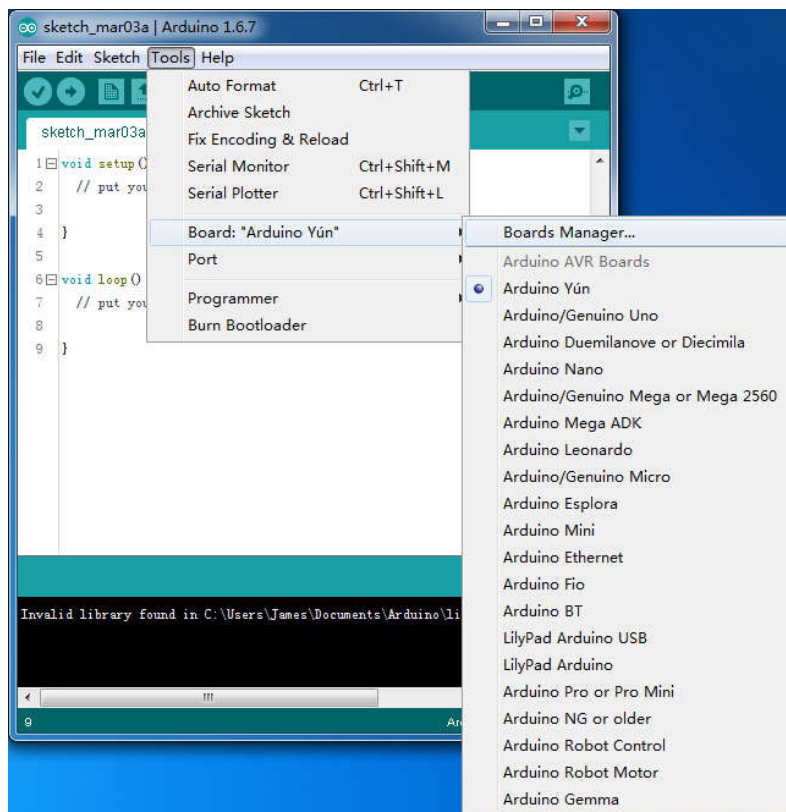 sketch_mar03a | Arduino 1.6.7
File Edit Sketch Tools Help
sketch_mar03a
1 void setup()
2 // put you
3
4 }
5
6 void loop()
7 // put you
8
9 }
Auto Format Ctrl+T
Archive Sketch
Fix Encoding & Reload
Serial Monitor Ctrl+Shift+M
Serial Plotter Ctrl+Shift+L
Board: "Arduino Yún"
Port
Programmer
Burn Bootloader
Boards Manager...
Arduino AVR Boards
Arduino Yún
Arduino/Genuino Uno
Arduino Duemilanove or Diecimila
Arduino Nano
Arduino/Genuino Mega or Mega 2560
Arduino Mega ADK
Arduino Leonardo
Arduino/Genuino Micro
Arduino Esplora
Arduino Mini
Arduino Ethernet
Arduino Fio
Arduino BT
LilyPad Arduino USB
LilyPad Arduino
Arduino Pro or Pro Mini
Arduino NG or older
Arduino Robot Control
Arduino Robot Motor
Arduino Gemma
Invalid library found in C:\Users\James\Documents\Arduino\li
9 Ar